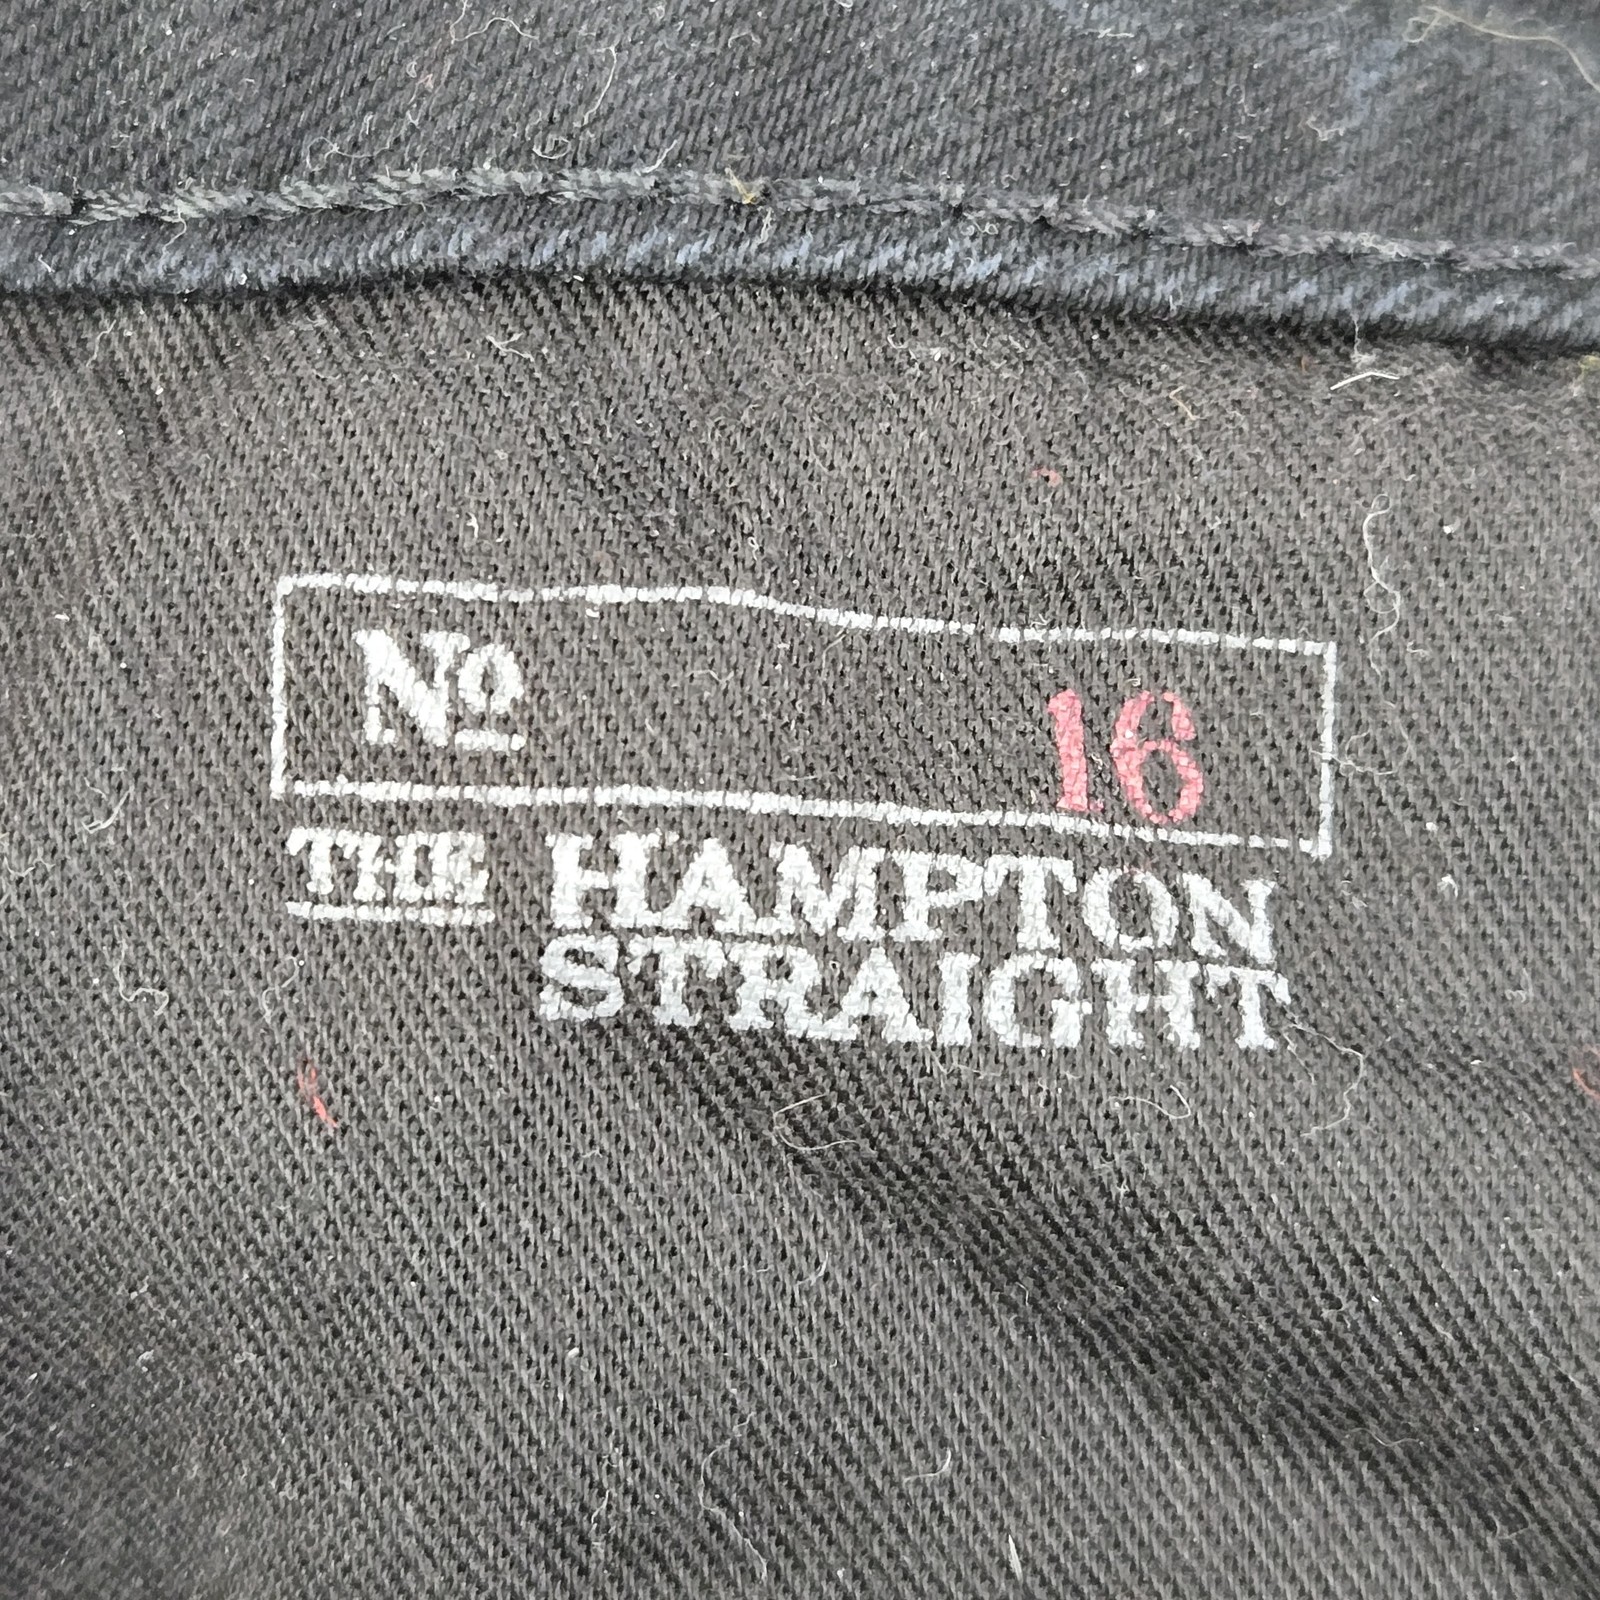 Nº 16
THE HAMPTON
STRAIGHT